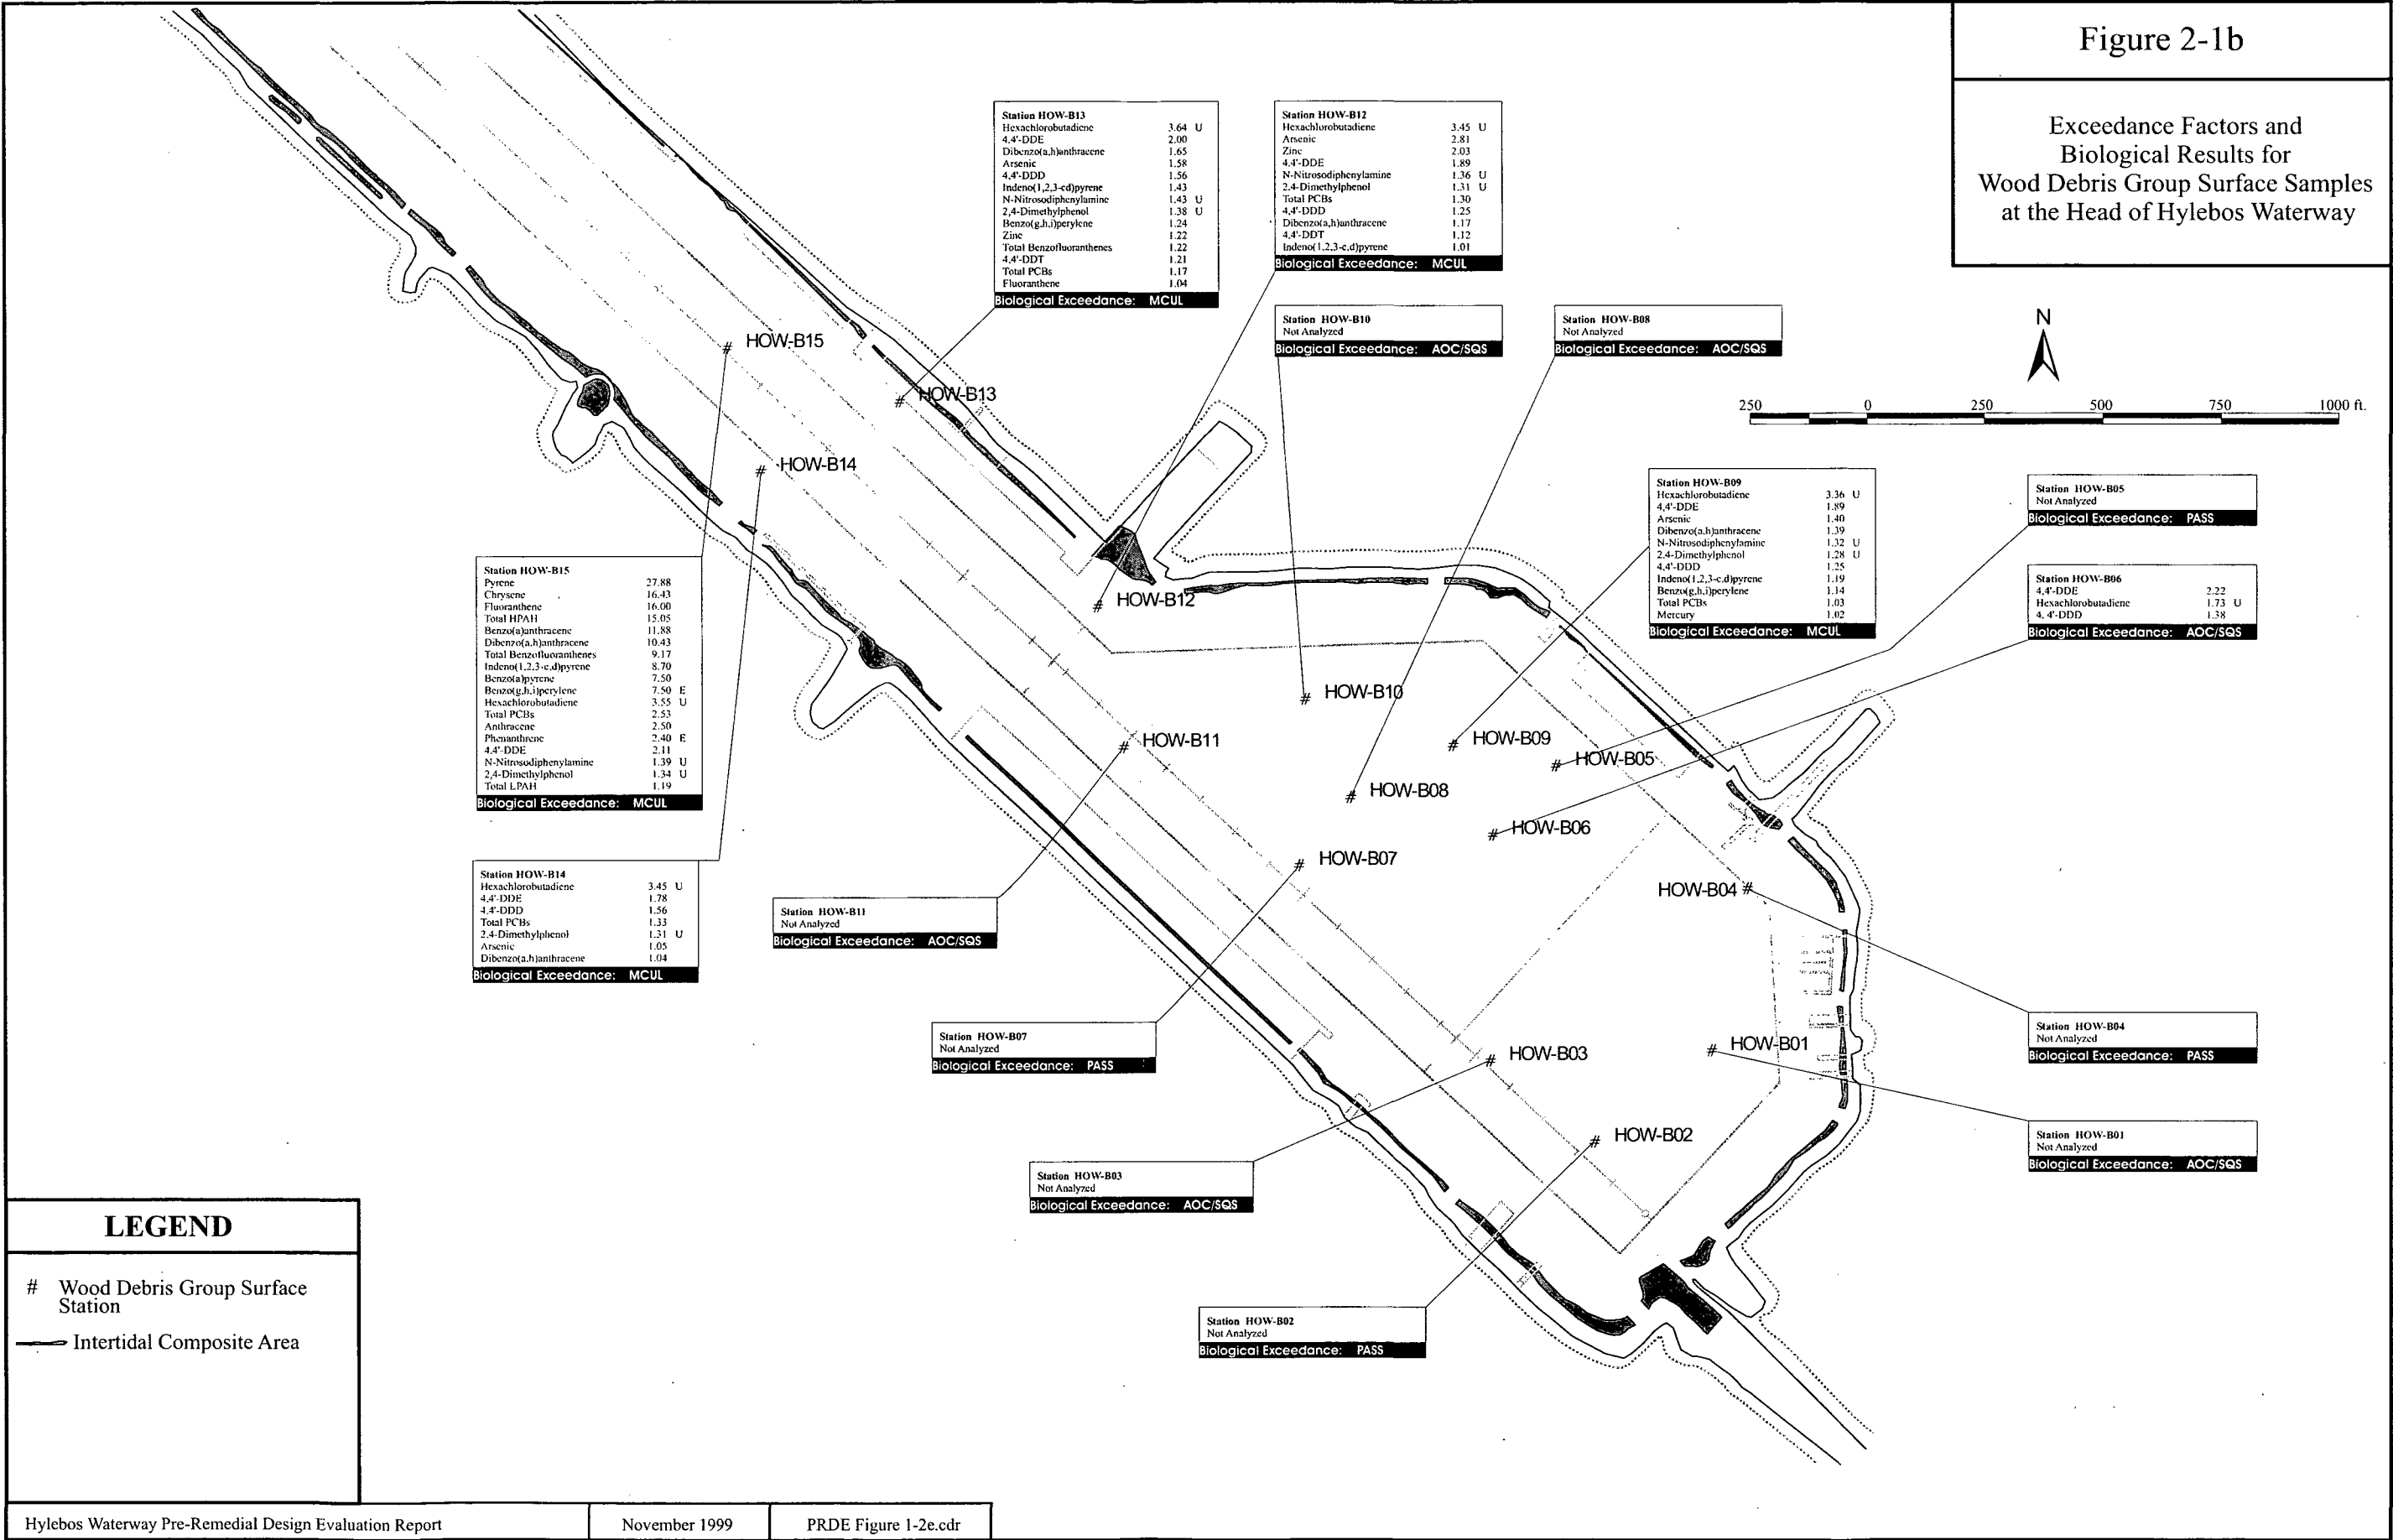 Figure 2-1b
Exceedance Factors and
Biological Results for
Wood Debris Group Surface Samples
at the Head of Hylebos Waterway
N
250 0 250 500 750 1000 ft.
Station HOW-B13
Hexachlorobutadiene 3.64 U
4,4'-DDE 2.00
Dibenzo(a,h)anthracene 1.65
Arsenic 1.58
4,4'-DDD 1.56
Indeno(1,2,3-cd)pyrene 1.43
N-Nitrosodiphenylamine 1.43 U
2,4-Dimethylphenol 1.38 U
Benzo(g,h,i)perylene 1.24
Zinc 1.22
Total Benzofluoranthenes 1.22
4,4'-DDT 1.21
Total PCBs 1.17
Fluoranthene 1.04
Biological Exceedance: MCUL
Station HOW-B12
Hexachlorobutadiene 3.45 U
Arsenic 2.81
Zinc 2.03
4,4'-DDE 1.89
N-Nitrosodiphenylamine 1.36 U
2,4-Dimethylphenol 1.31 U
Total PCBs 1.30
4,4'-DDD 1.25
Dibenzo(a,h)anthracene 1.17
4,4'-DDT 1.12
Indeno(1,2,3-c,d)pyrene 1.01
Biological Exceedance: MCUL
Station HOW-B10
Not Analyzed
Biological Exceedance: AOC/SQS
Station HOW-B08
Not Analyzed
Biological Exceedance: AOC/SQS
Station HOW-B09
Hexachlorobutadiene 3.36 U
4,4'-DDE 1.89
Arsenic 1.40
Dibenzo(a,h)anthracene 1.39
N-Nitrosodiphenylamine 1.32 U
2,4-Dimethylphenol 1.28 U
4,4'-DDD 1.25
Indeno(1,2,3-c,d)pyrene 1.19
Benzo(g,h,i)perylene 1.14
Total PCBs 1.03
Mercury 1.02
Biological Exceedance: MCUL
Station HOW-B05
Not Analyzed
Biological Exceedance: PASS
Station HOW-B06
4,4'-DDE 2.22
Hexachlorobutadiene 1.73 U
4, 4'-DDD 1.38
Biological Exceedance: AOC/SQS
Station HOW-B15
Pyrene 27.88
Chrysene 16.43
Fluoranthene 16.00
Total HPAH 15.05
Benzo(a)anthracene 11.88
Dibenzo(a,h)anthracene 10.43
Total Benzofluoranthenes 9.17
Indeno(1,2,3-c,d)pyrene 8.70
Benzo(a)pyrene 7.50
Benzo(g,h,i)perylene 7.50 E
Hexachlorobutadiene 3.55 U
Total PCBs 2.53
Anthracene 2.50
Phenanthrene 2.40 E
4,4'-DDE 2.11
N-Nitrosodiphenylamine 1.39 U
2,4-Dimethylphenol 1.34 U
Total LPAH 1.19
Biological Exceedance: MCUL
Station HOW-B14
Hexachlorobutadiene 3.45 U
4,4'-DDE 1.78
4,4'-DDD 1.56
Total PCBs 1.33
2,4-Dimethylphenol 1.31 U
Arsenic 1.05
Dibenzo(a,h)anthracene 1.04
Biological Exceedance: MCUL
Station HOW-B11
Not Analyzed
Biological Exceedance: AOC/SQS
Station HOW-B07
Not Analyzed
Biological Exceedance: PASS
Station HOW-B03
Not Analyzed
Biological Exceedance: AOC/SQS
Station HOW-B02
Not Analyzed
Biological Exceedance: PASS
Station HOW-B04
Not Analyzed
Biological Exceedance: PASS
Station HOW-B01
Not Analyzed
Biological Exceedance: AOC/SQS
# HOW-B15
# HOW-B13
# HOW-B14
# HOW-B12
# HOW-B10
# HOW-B11
# HOW-B09
# HOW-B05
# HOW-B08
# HOW-B06
# HOW-B07
HOW-B04 #
# HOW-B01
# HOW-B03
# HOW-B02
LEGEND
# Wood Debris Group Surface
Station
Intertidal Composite Area
Hylebos Waterway Pre-Remedial Design Evaluation Report
November 1999
PRDE Figure 1-2e.cdr